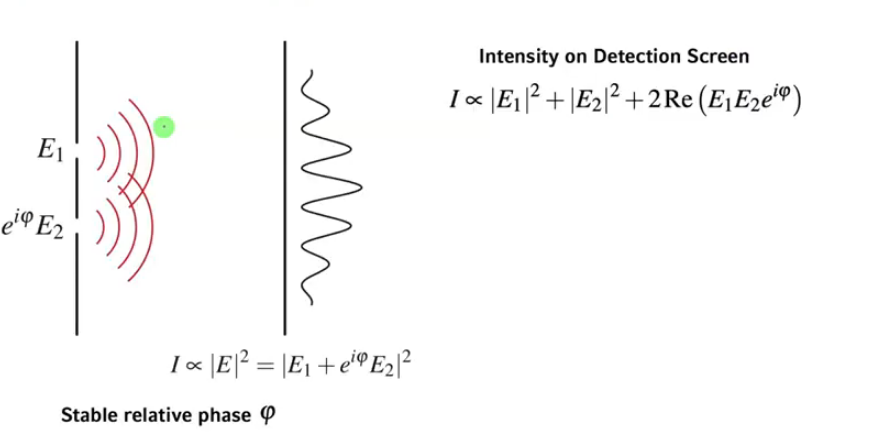 Intensity on Detection Screen
I ∝ |E₁|² + |E₂|² + 2Re (E₁E₂e^{iφ})
E₁
e^{iφ} E₂
I ∝ |E|² = |E₁ + e^{iφ} E₂|²
Stable relative phase φ